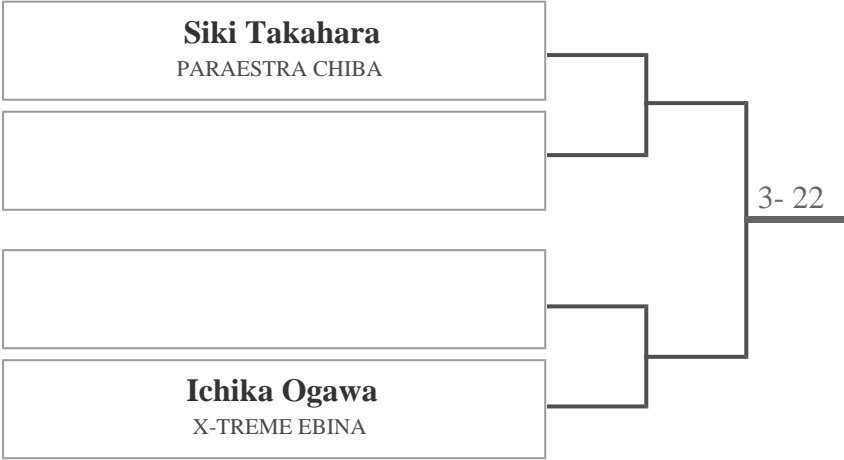 Siki Takahara
PARAESTRA CHIBA
3- 22
Ichika Ogawa
X-TREME EBINA